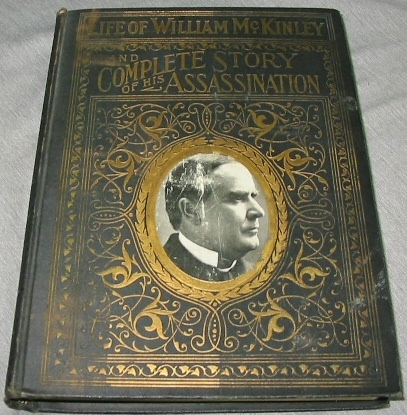 LIFE OF WILLIAM MCKINLEY
AND COMPLETE STORY
OF HIS ASSASSINATION